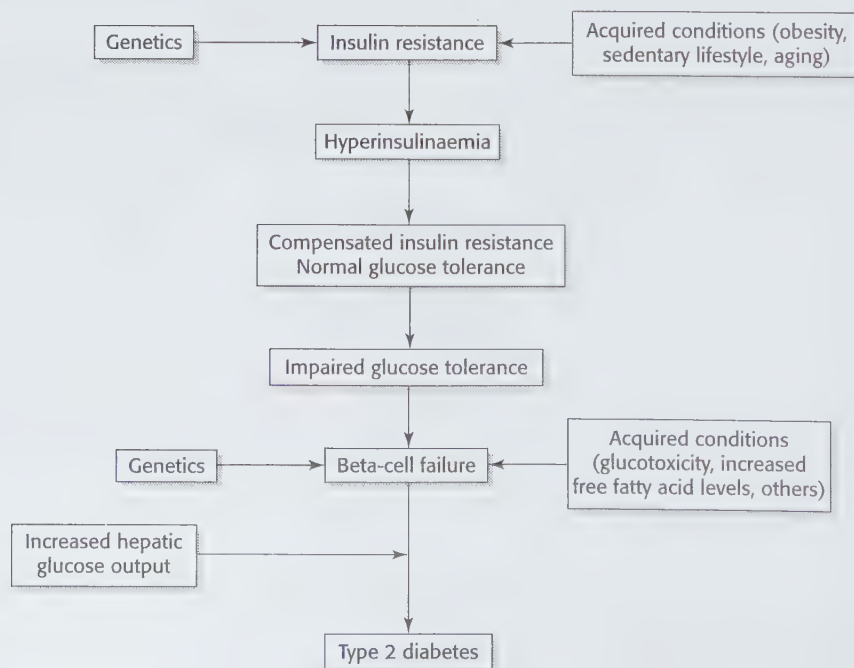 Genetics
Insulin resistance
Acquired conditions (obesity,
sedentary lifestyle, aging)
Hyperinsulinaemia
Compensated insulin resistance
Normal glucose tolerance
Impaired glucose tolerance
Genetics
Beta-cell failure
Acquired conditions
(glucotoxicity, increased
free fatty acid levels, others)
Increased hepatic
glucose output
Type 2 diabetes